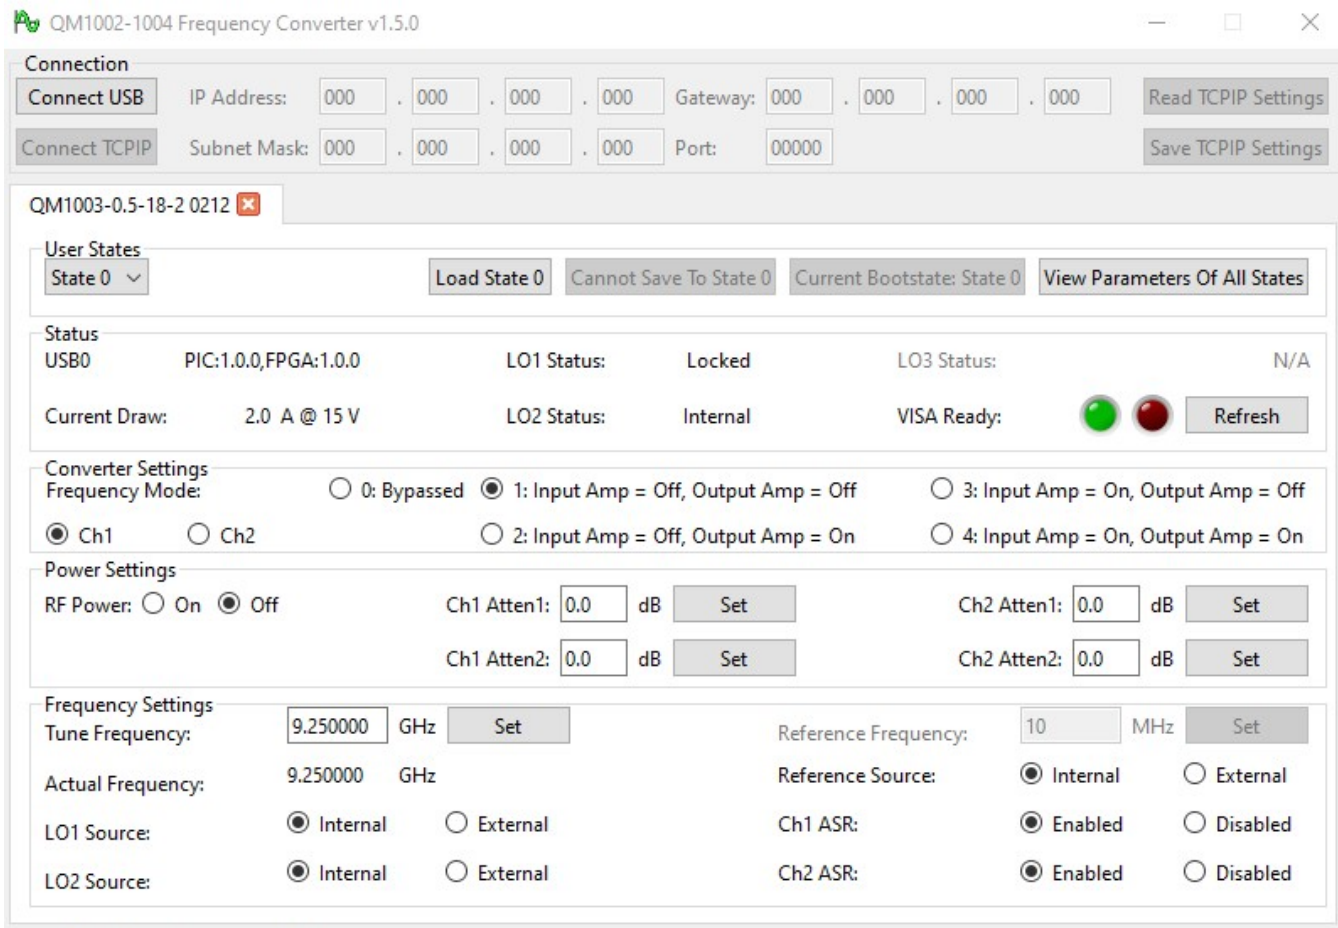 QM1002-1004 Frequency Converter v1.5.0
Connection
Connect USB IP Address: 000 . 000 . 000 . 000 Gateway: 000 . 000 . 000 . 000 Read TCPIP Settings
Connect TCPIP Subnet Mask: 000 . 000 . 000 . 000 Port: 00000 Save TCPIP Settings
QM1003-0.5-18-2 0212
User States
State 0 Load State 0 Cannot Save To State 0 Current Bootstate: State 0 View Parameters Of All States
Status
USB0 PIC:1.0.0,FPGA:1.0.0 LO1 Status: Locked LO3 Status: N/A
Current Draw: 2.0 A @ 15 V LO2 Status: Internal VISA Ready: Refresh
Converter Settings
Frequency Mode: 0: Bypassed 1: Input Amp = Off, Output Amp = Off 3: Input Amp = On, Output Amp = Off
Ch1 Ch2 2: Input Amp = Off, Output Amp = On 4: Input Amp = On, Output Amp = On
Power Settings
RF Power: On Off Ch1 Atten1: 0.0 dB Set Ch2 Atten1: 0.0 dB Set
Ch1 Atten2: 0.0 dB Set Ch2 Atten2: 0.0 dB Set
Frequency Settings
Tune Frequency: 9.250000 GHz Set Reference Frequency: 10 MHz Set
Actual Frequency: 9.250000 GHz Reference Source: Internal External
LO1 Source: Internal External Ch1 ASR: Enabled Disabled
LO2 Source: Internal External Ch2 ASR: Enabled Disabled